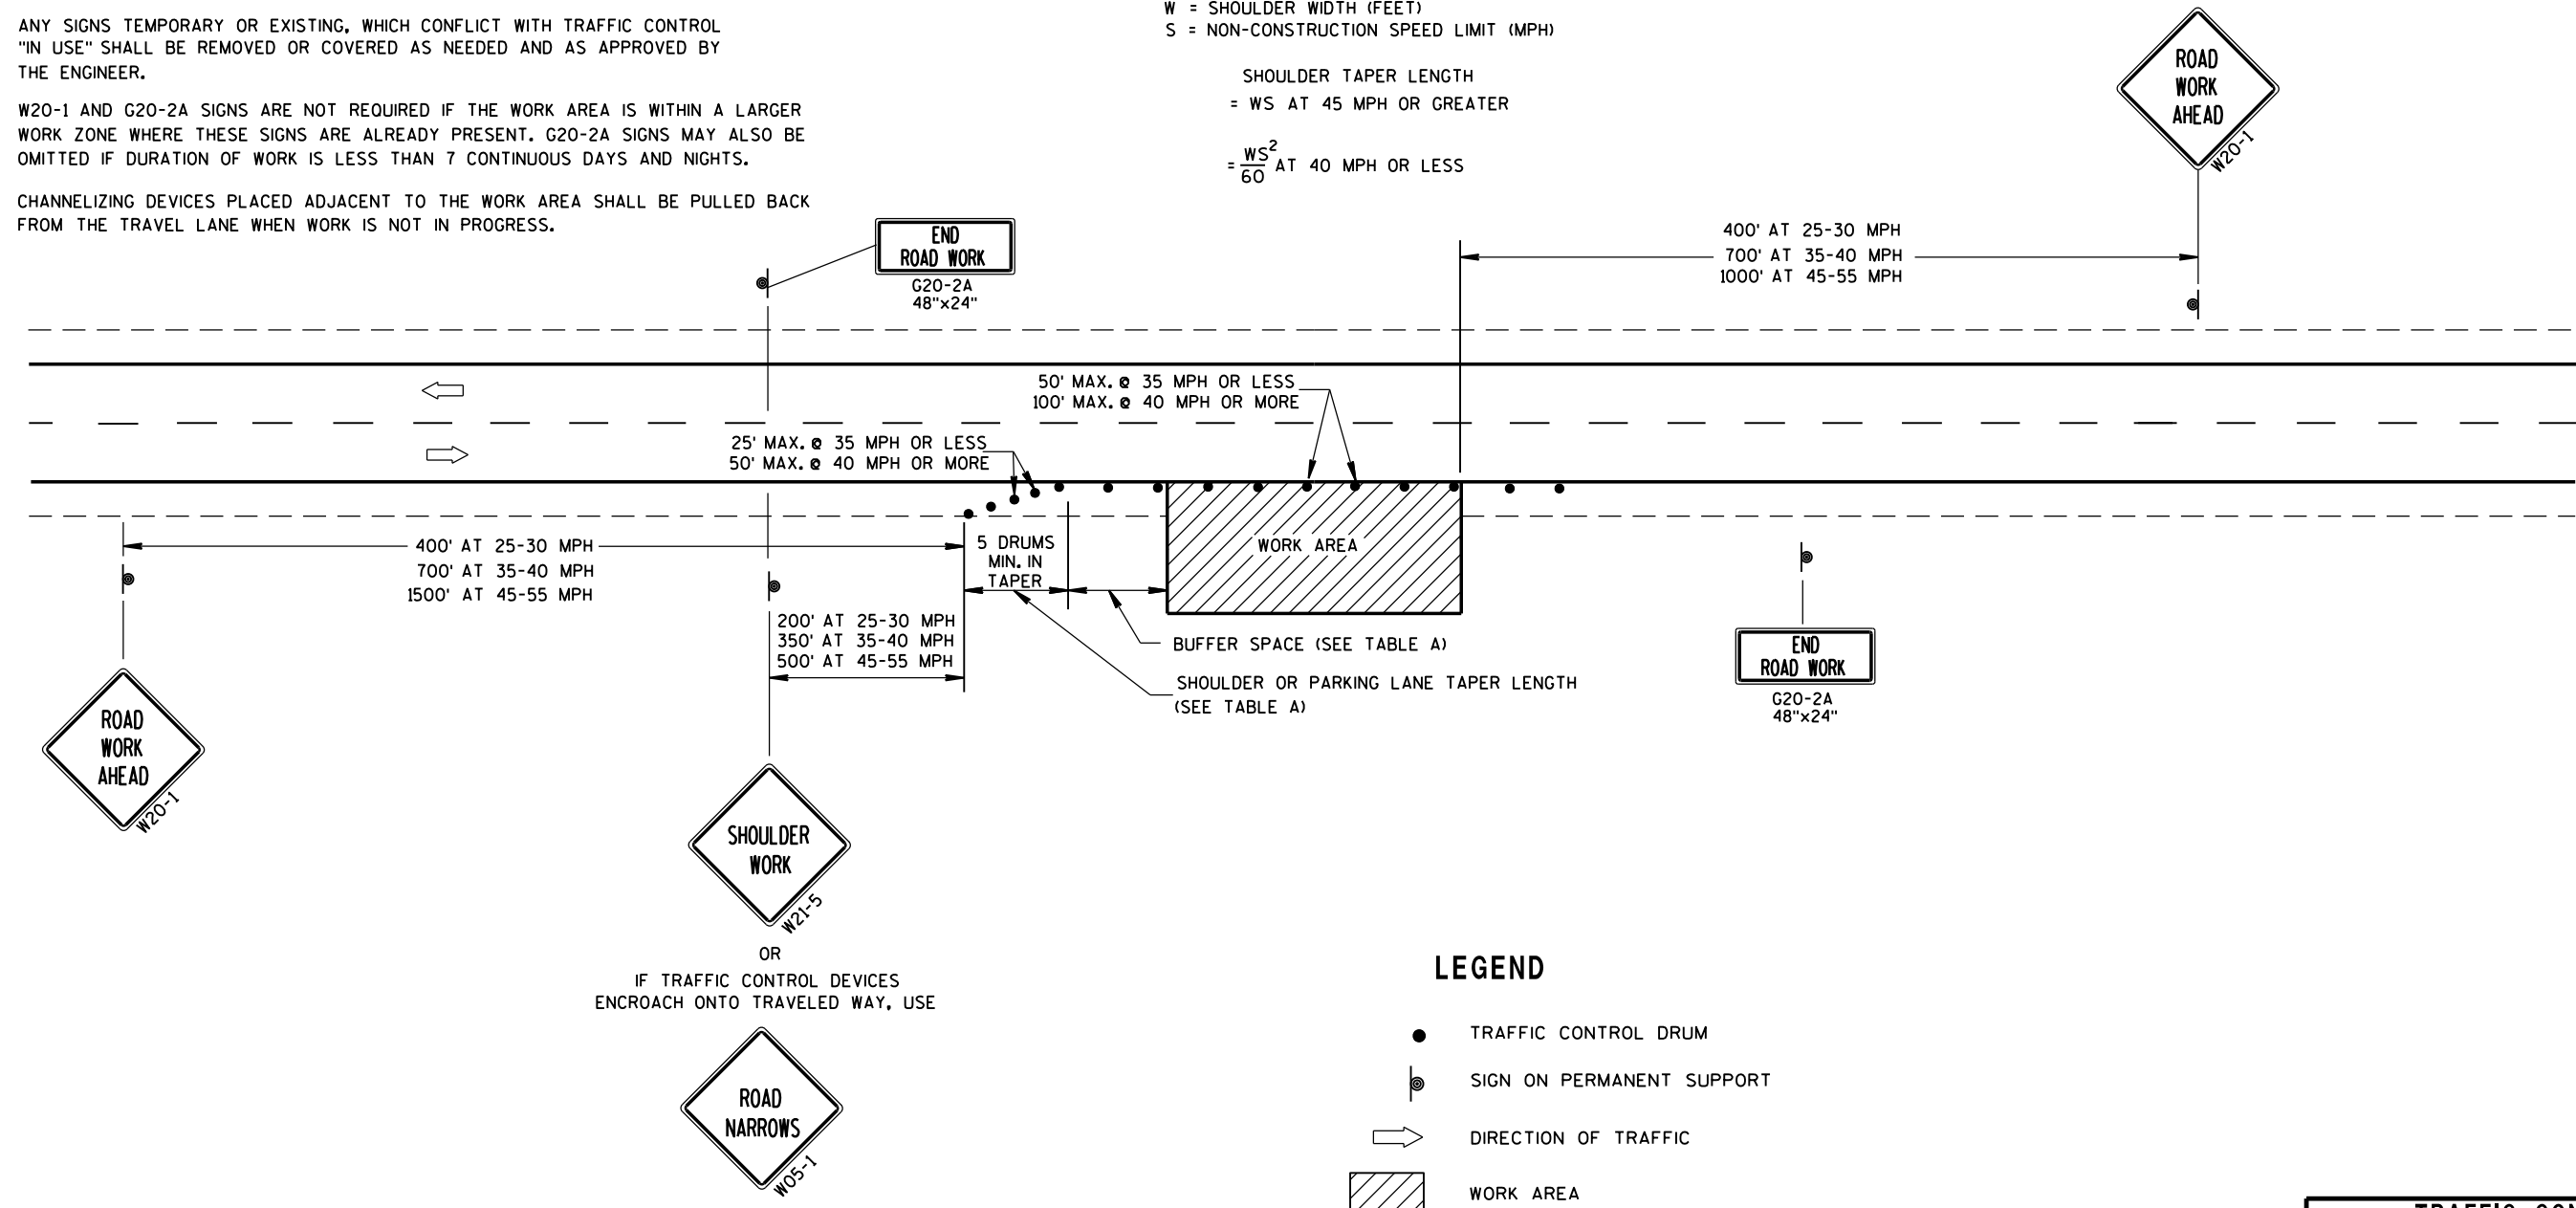 ANY SIGNS TEMPORARY OR EXISTING, WHICH CONFLICT WITH TRAFFIC CONTROL
"IN USE" SHALL BE REMOVED OR COVERED AS NEEDED AND AS APPROVED BY
THE ENGINEER.
W20-1 AND G20-2A SIGNS ARE NOT REQUIRED IF THE WORK AREA IS WITHIN A LARGER
WORK ZONE WHERE THESE SIGNS ARE ALREADY PRESENT. G20-2A SIGNS MAY ALSO BE
OMITTED IF DURATION OF WORK IS LESS THAN 7 CONTINUOUS DAYS AND NIGHTS.
CHANNELIZING DEVICES PLACED ADJACENT TO THE WORK AREA SHALL BE PULLED BACK
FROM THE TRAVEL LANE WHEN WORK IS NOT IN PROGRESS.
W = SHOULDER WIDTH (FEET)
S = NON-CONSTRUCTION SPEED LIMIT (MPH)
SHOULDER TAPER LENGTH
= WS AT 45 MPH OR GREATER
= WS²/60 AT 40 MPH OR LESS
ROAD
WORK
AHEAD
W20-1
END
ROAD WORK
G20-2A
48"x24"
400' AT 25-30 MPH
700' AT 35-40 MPH
1000' AT 45-55 MPH
50' MAX. @ 35 MPH OR LESS
100' MAX. @ 40 MPH OR MORE
25' MAX. @ 35 MPH OR LESS
50' MAX. @ 40 MPH OR MORE
400' AT 25-30 MPH
700' AT 35-40 MPH
1500' AT 45-55 MPH
5 DRUMS
MIN. IN
TAPER
WORK AREA
200' AT 25-30 MPH
350' AT 35-40 MPH
500' AT 45-55 MPH
BUFFER SPACE (SEE TABLE A)
SHOULDER OR PARKING LANE TAPER LENGTH
(SEE TABLE A)
END
ROAD WORK
G20-2A
48"x24"
ROAD
WORK
AHEAD
W20-1
SHOULDER
WORK
W21-5
OR
IF TRAFFIC CONTROL DEVICES
ENCROACH ONTO TRAVELED WAY, USE
ROAD
NARROWS
W05-1
LEGEND
TRAFFIC CONTROL DRUM
SIGN ON PERMANENT SUPPORT
DIRECTION OF TRAFFIC
WORK AREA